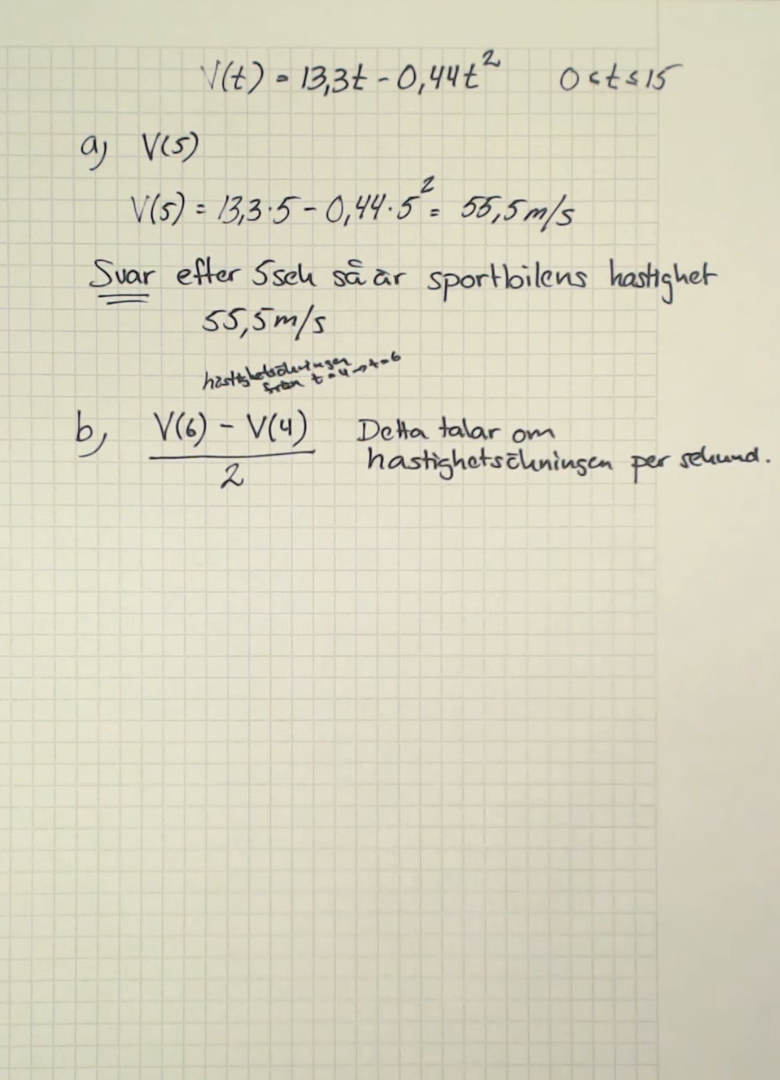 V(t) = 13,3t - 0,44t² 0 < t ≤ 15
a) V(5)
V(5) = 13,3·5 - 0,44·5² = 55,5 m/s
Svar efter 5sek så är sportbilens hastighet
55,5 m/s
hastighetsökningen
från t=4 → t=6
b) V(6) - V(4) / 2 Detta talar om
hastighetsökningen per sekund.